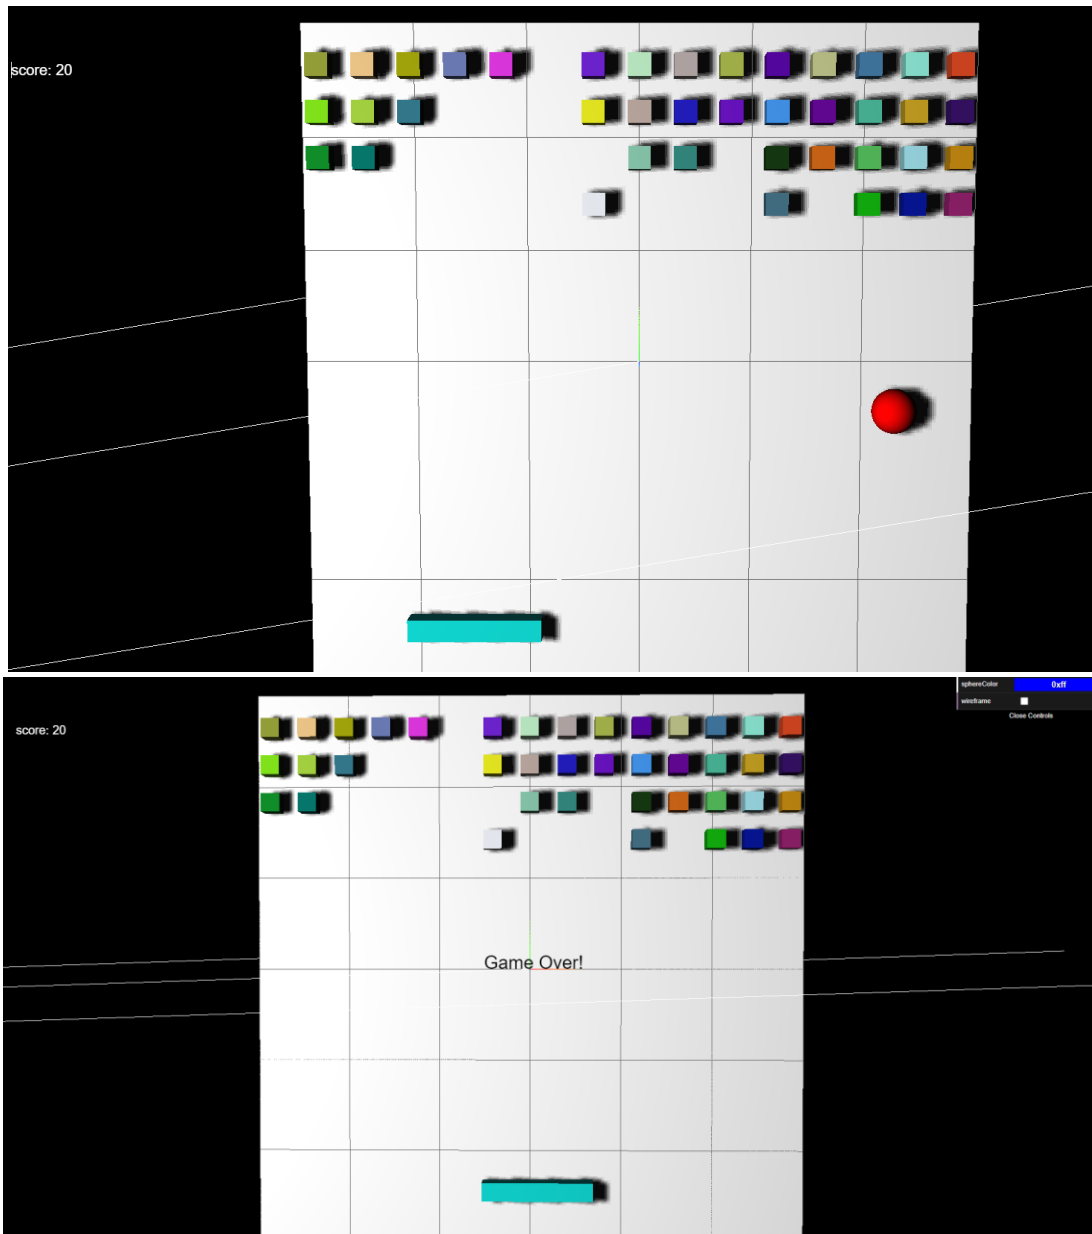 score: 20
sphereColor 0xff
wireframe
Close Controls
score: 20
Game Over!